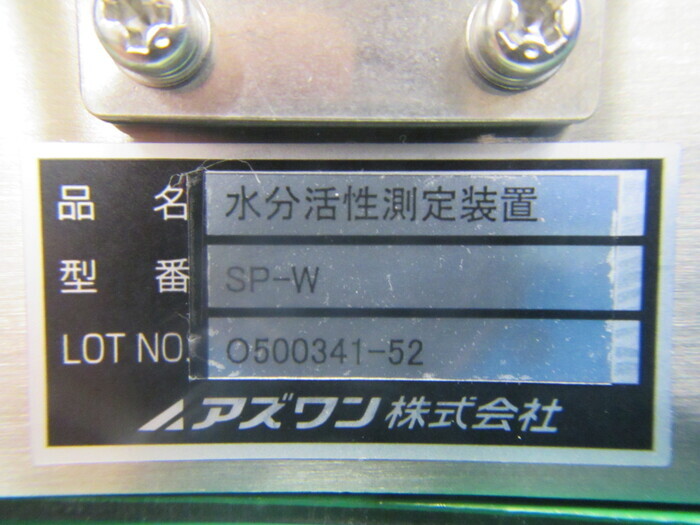 品名 水分活性測定装置
型番 SP-W
LOT NO. O500341-52
アズワン株式会社